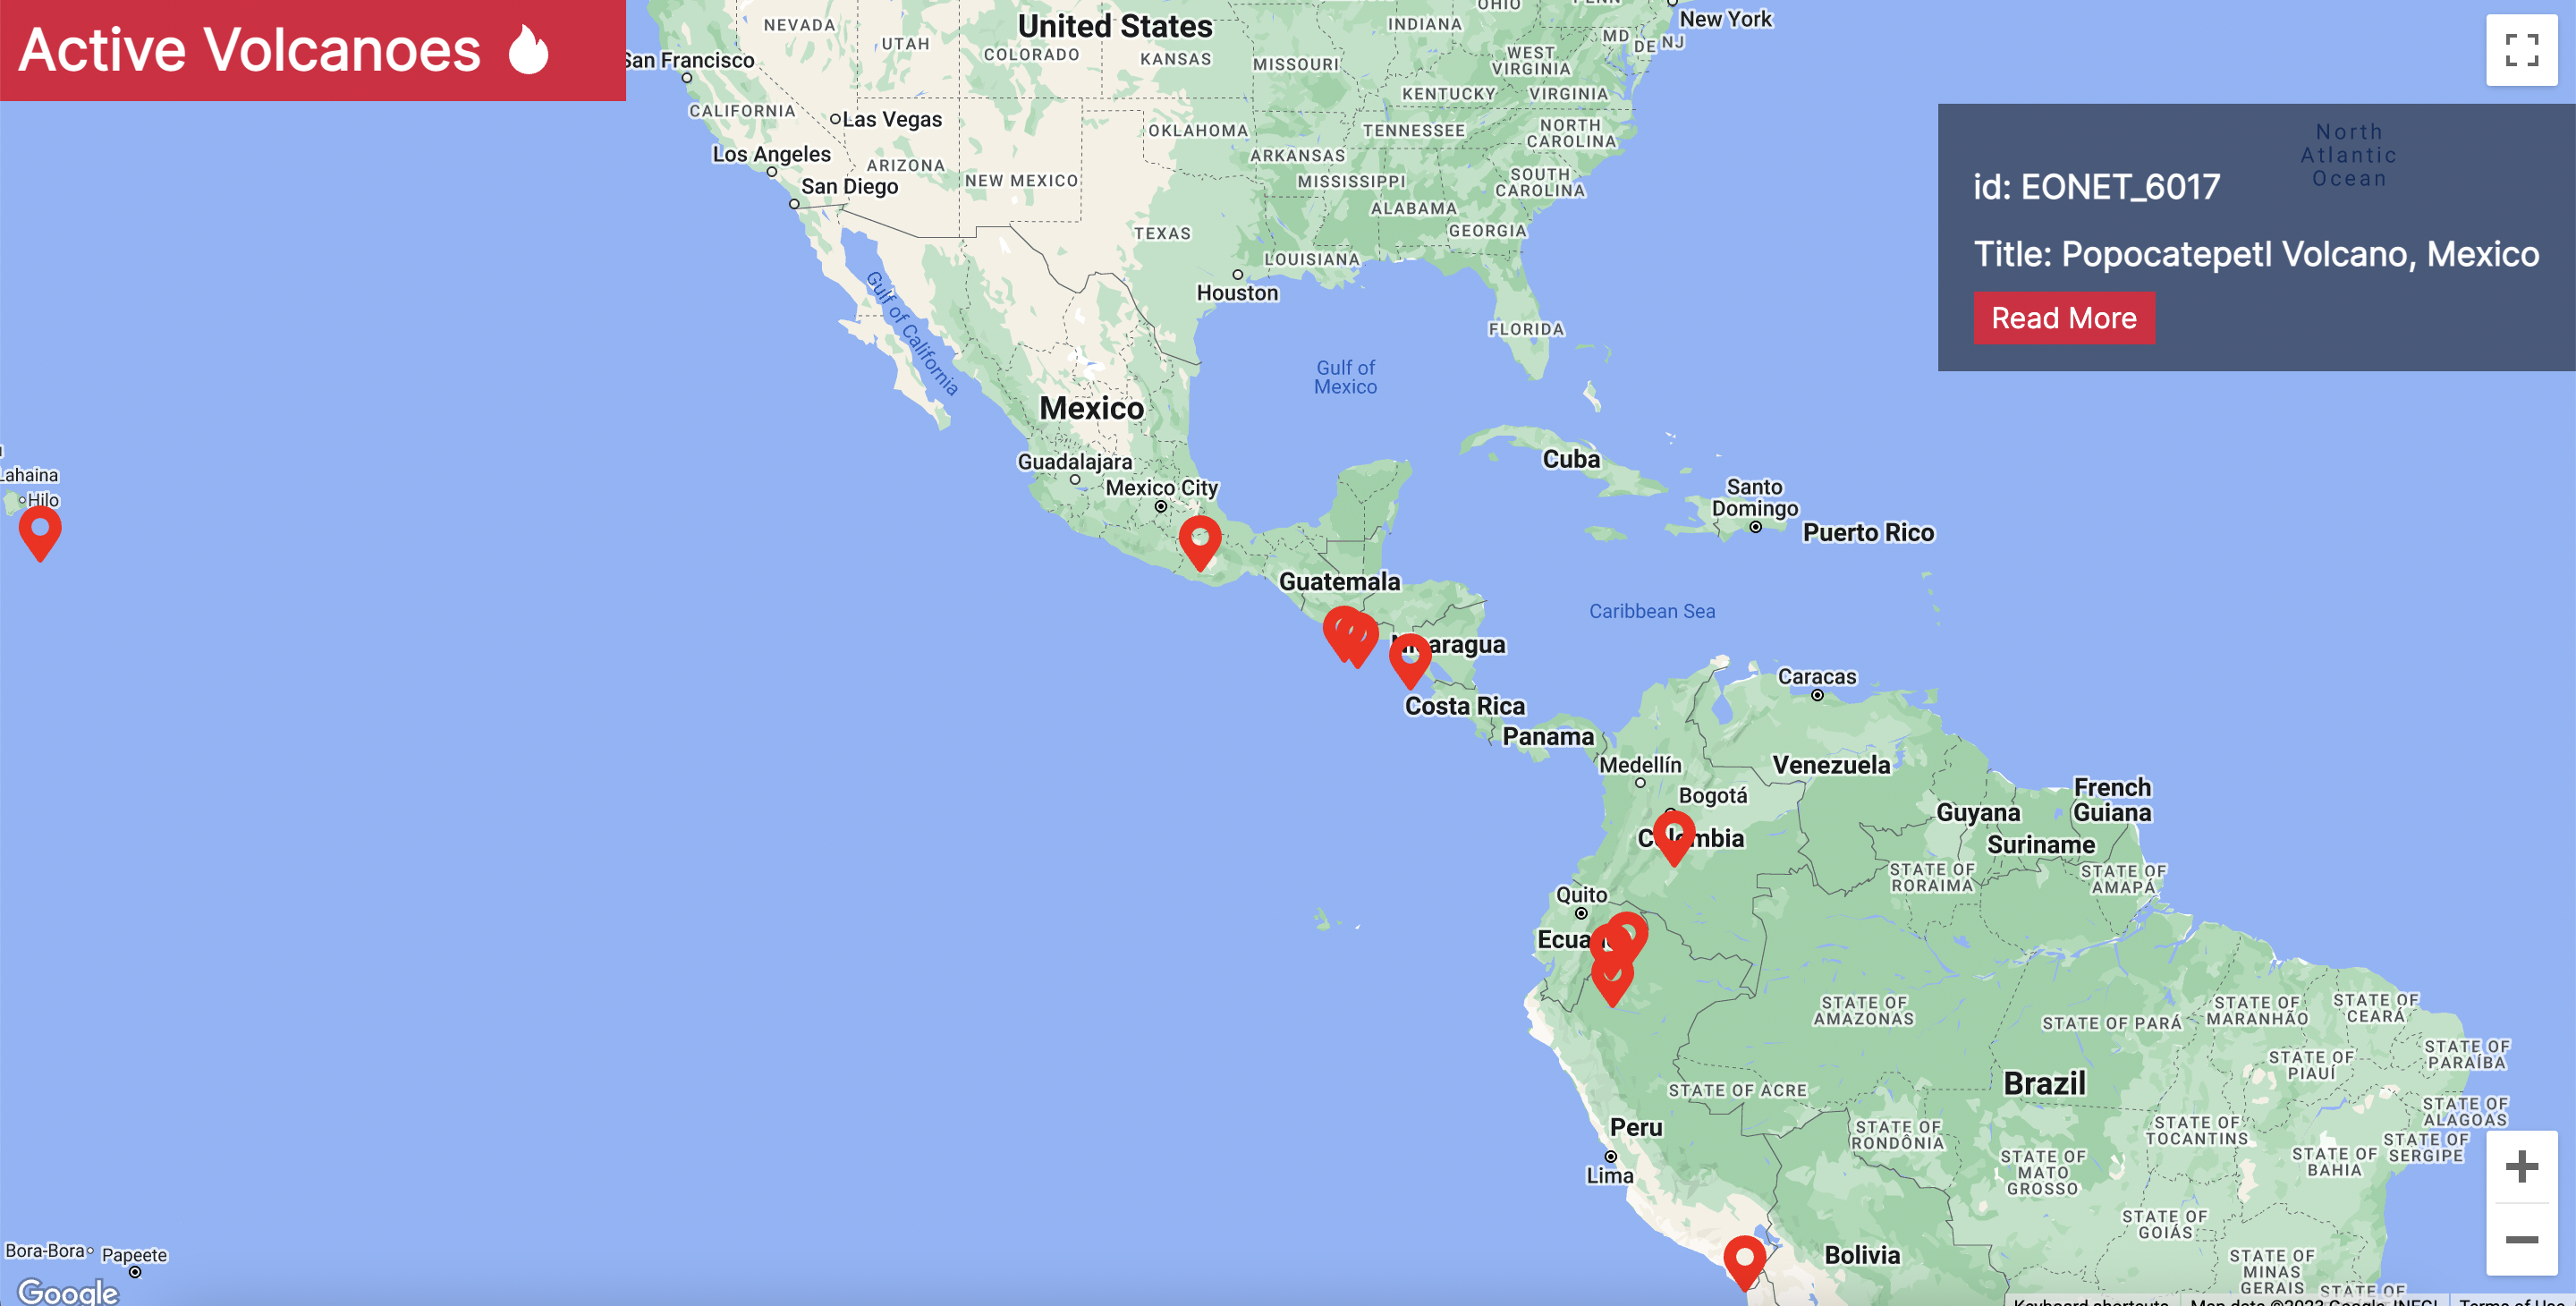 Active Volcanoes
United States
New York
NEVADA
UTAH
COLORADO
KANSAS
MISSOURI
INDIANA
OHIO
WEST
VIRGINIA
MD
DE
NJ
San Francisco
CALIFORNIA
Las Vegas
KENTUCKY
VIRGINIA
Los Angeles
ARIZONA
NEW MEXICO
OKLAHOMA
TENNESSEE
NORTH
CAROLINA
ARKANSAS
San Diego
MISSISSIPPI
SOUTH
CAROLINA
ALABAMA
TEXAS
GEORGIA
LOUISIANA
Houston
FLORIDA
North
Atlantic
Ocean
id: EONET_6017
Title: Popocatepetl Volcano, Mexico
Read More
Gulf of California
Gulf of
Mexico
Mexico
Guadalajara
Mexico City
Cuba
Santo
Domingo
Puerto Rico
Lahaina
Hilo
Guatemala
Caribbean Sea
Nicaragua
Costa Rica
Panama
Caracas
Medellín
Bogotá
Venezuela
Colombia
Guyana
French
Guiana
Suriname
STATE OF
RORAIMA
STATE OF
AMAPÁ
Quito
Ecua
STATE OF
AMAZONAS
STATE OF PARÁ
STATE OF
MARANHÃO
STATE OF
CEARÁ
STATE OF
PIAUÍ
STATE OF
PARAÍBA
STATE OF ACRE
Brazil
STATE OF
ALAGOAS
Peru
STATE OF
RONDÔNIA
STATE OF
TOCANTINS
STATE OF
SERGIPE
Lima
STATE OF
MATO
GROSSO
STATE OF
BAHIA
STATE OF
GOIÁS
Bora-Bora
Papeete
Bolivia
STATE OF
MINAS
GERAIS
STATE OF
Google
Keyboard shortcuts
Map data ©2023 Google, INEGI
Terms of Use